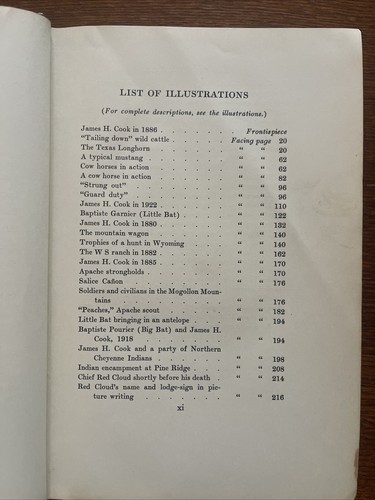 LIST OF ILLUSTRATIONS
(For complete descriptions, see the illustrations.)
James H. Cook in 1886 . . . . . . Frontispiece
"Tailing down" wild cattle . . . . . Facing page 20
The Texas Longhorn . . . . . . " " 20
A typical mustang . . . . . . " " 62
Cow horses in action . . . . . " " 62
A cow horse in action . . . . . " " 82
"Strung out" . . . . . . . " " 96
"Guard duty" . . . . . . . " " 96
James H. Cook in 1922 . . . . . " " 110
Baptiste Garnier (Little Bat) . . . . " " 122
James H. Cook in 1880 . . . . . " " 132
The mountain wagon . . . . . " " 140
Trophies of a hunt in Wyoming . . . " " 140
The W S ranch in 1882 . . . . . " " 162
James H. Cook in 1885 . . . . . " " 170
Apache strongholds . . . . . . " " 170
Salice Cañon . . . . . . . " " 176
Soldiers and civilians in the Mogollon Moun-
tains . . . . . . . " " 176
"Peaches," Apache scout . . . . . " " 182
Little Bat bringing in an antelope . . . " " 194
Baptiste Pourier (Big Bat) and James H.
Cook, 1918 . . . . . . " " 194
James H. Cook and a party of Northern
Cheyenne Indians . . . . . " " 198
Indian encampment at Pine Ridge . . . " " 208
Chief Red Cloud shortly before his death . " " 214
Red Cloud's name and lodge-sign in pic-
ture writing . . . . . . " " 216
xi